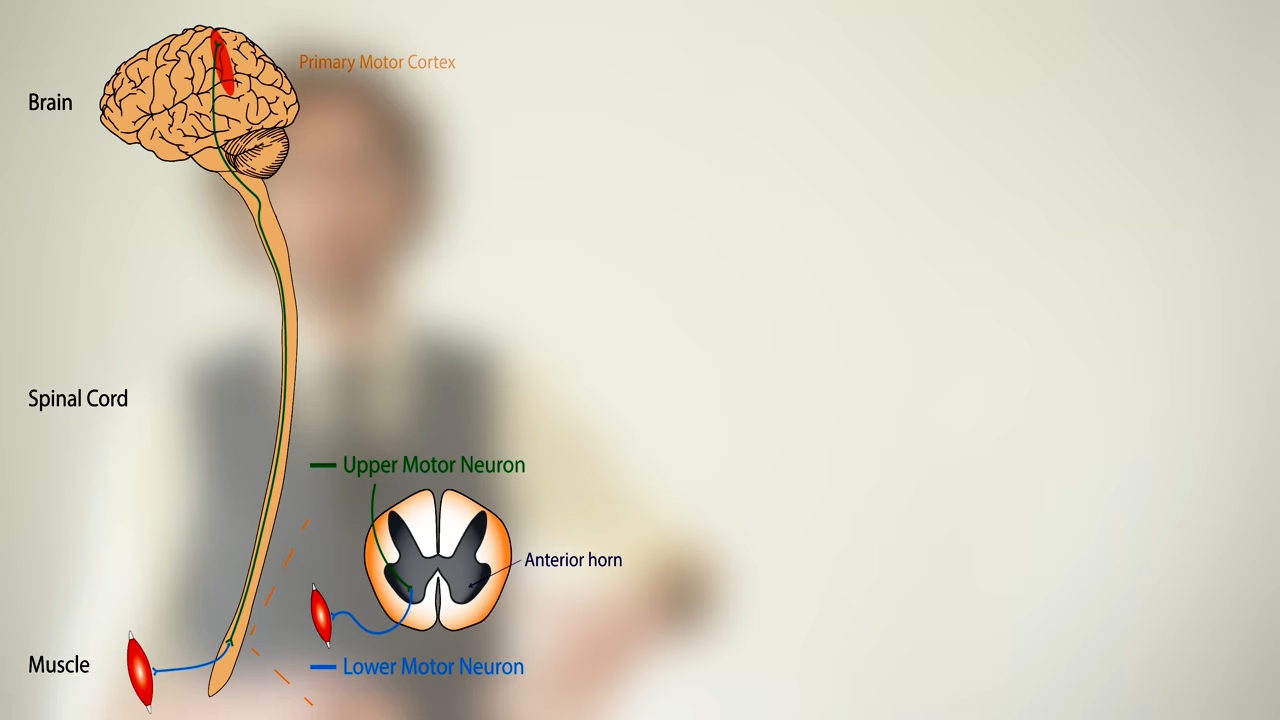 Primary Motor Cortex
Brain
Spinal Cord
Upper Motor Neuron
Anterior horn
Muscle
Lower Motor Neuron